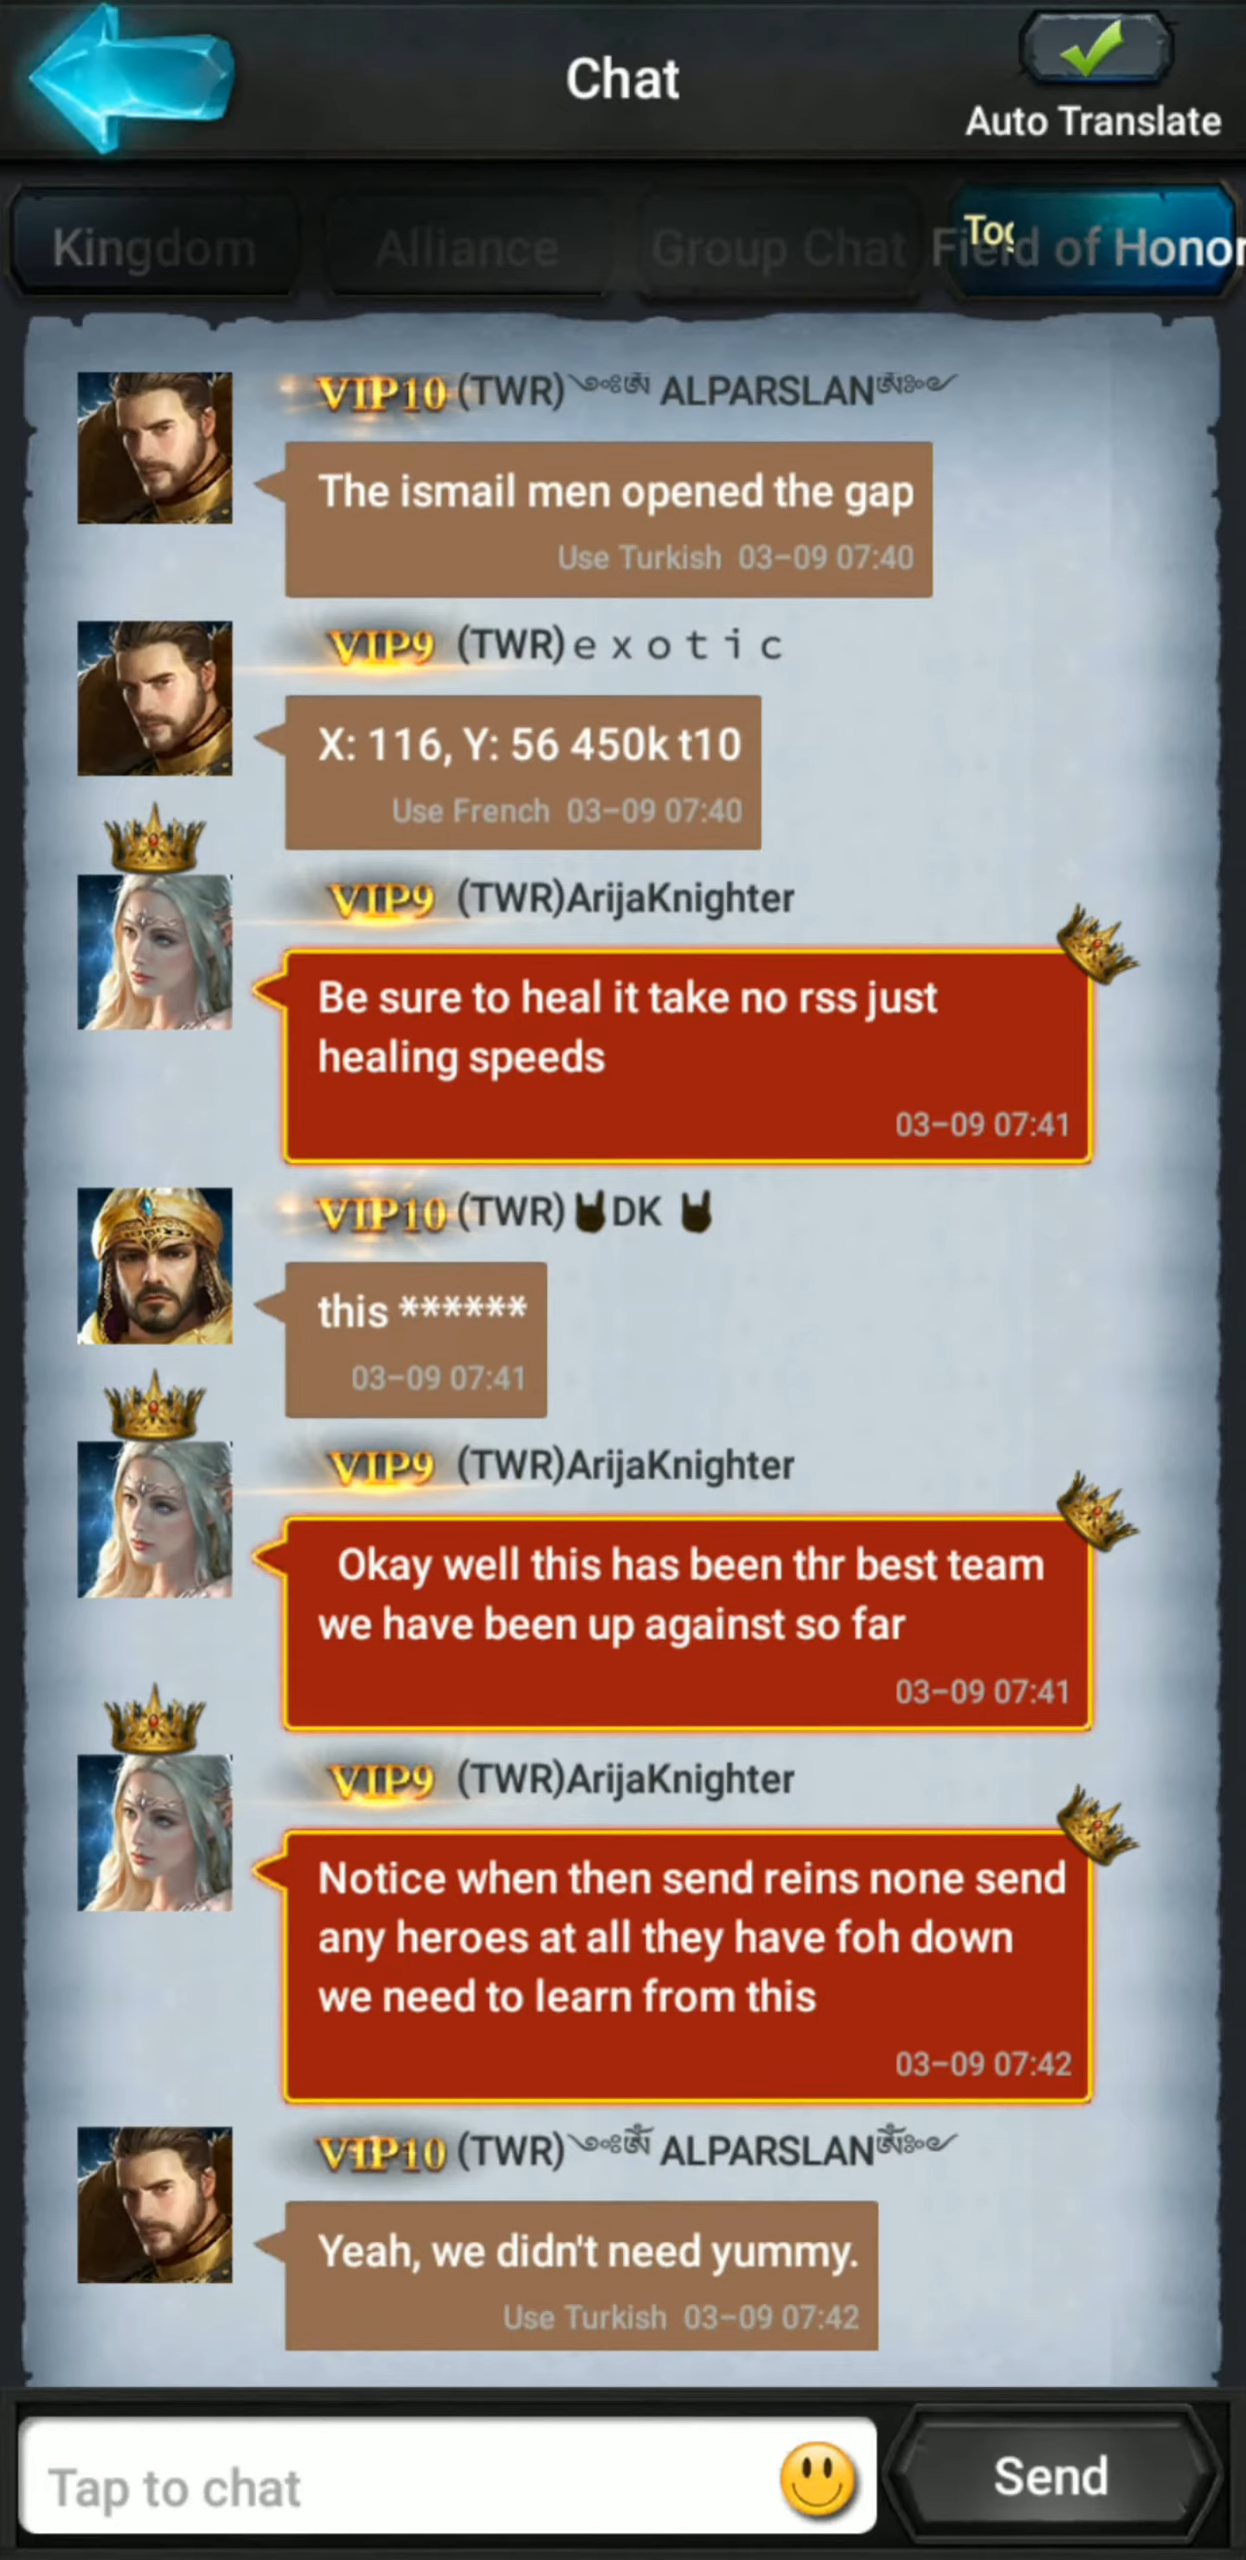 Chat
Auto Translate
Kingdom
Alliance
Group Chat
Field of Honor
VIP10 (TWR)༺ॐ ALPARSLANॐ༻
The ismail men opened the gap
Use Turkish 03-09 07:40
VIP9 (TWR)e x o t i c
X: 116, Y: 56 450k t10
Use French 03-09 07:40
VIP9 (TWR)ArijaKnighter
Be sure to heal it take no rss just
healing speeds
03-09 07:41
VIP10 (TWR)🤘DK 🤘
this ******
03-09 07:41
VIP9 (TWR)ArijaKnighter
Okay well this has been thr best team
we have been up against so far
03-09 07:41
VIP9 (TWR)ArijaKnighter
Notice when then send reins none send
any heroes at all they have foh down
we need to learn from this
03-09 07:42
VIP10 (TWR)༺ॐ ALPARSLANॐ༻
Yeah, we didn't need yummy.
Use Turkish 03-09 07:42
Tap to chat
Send